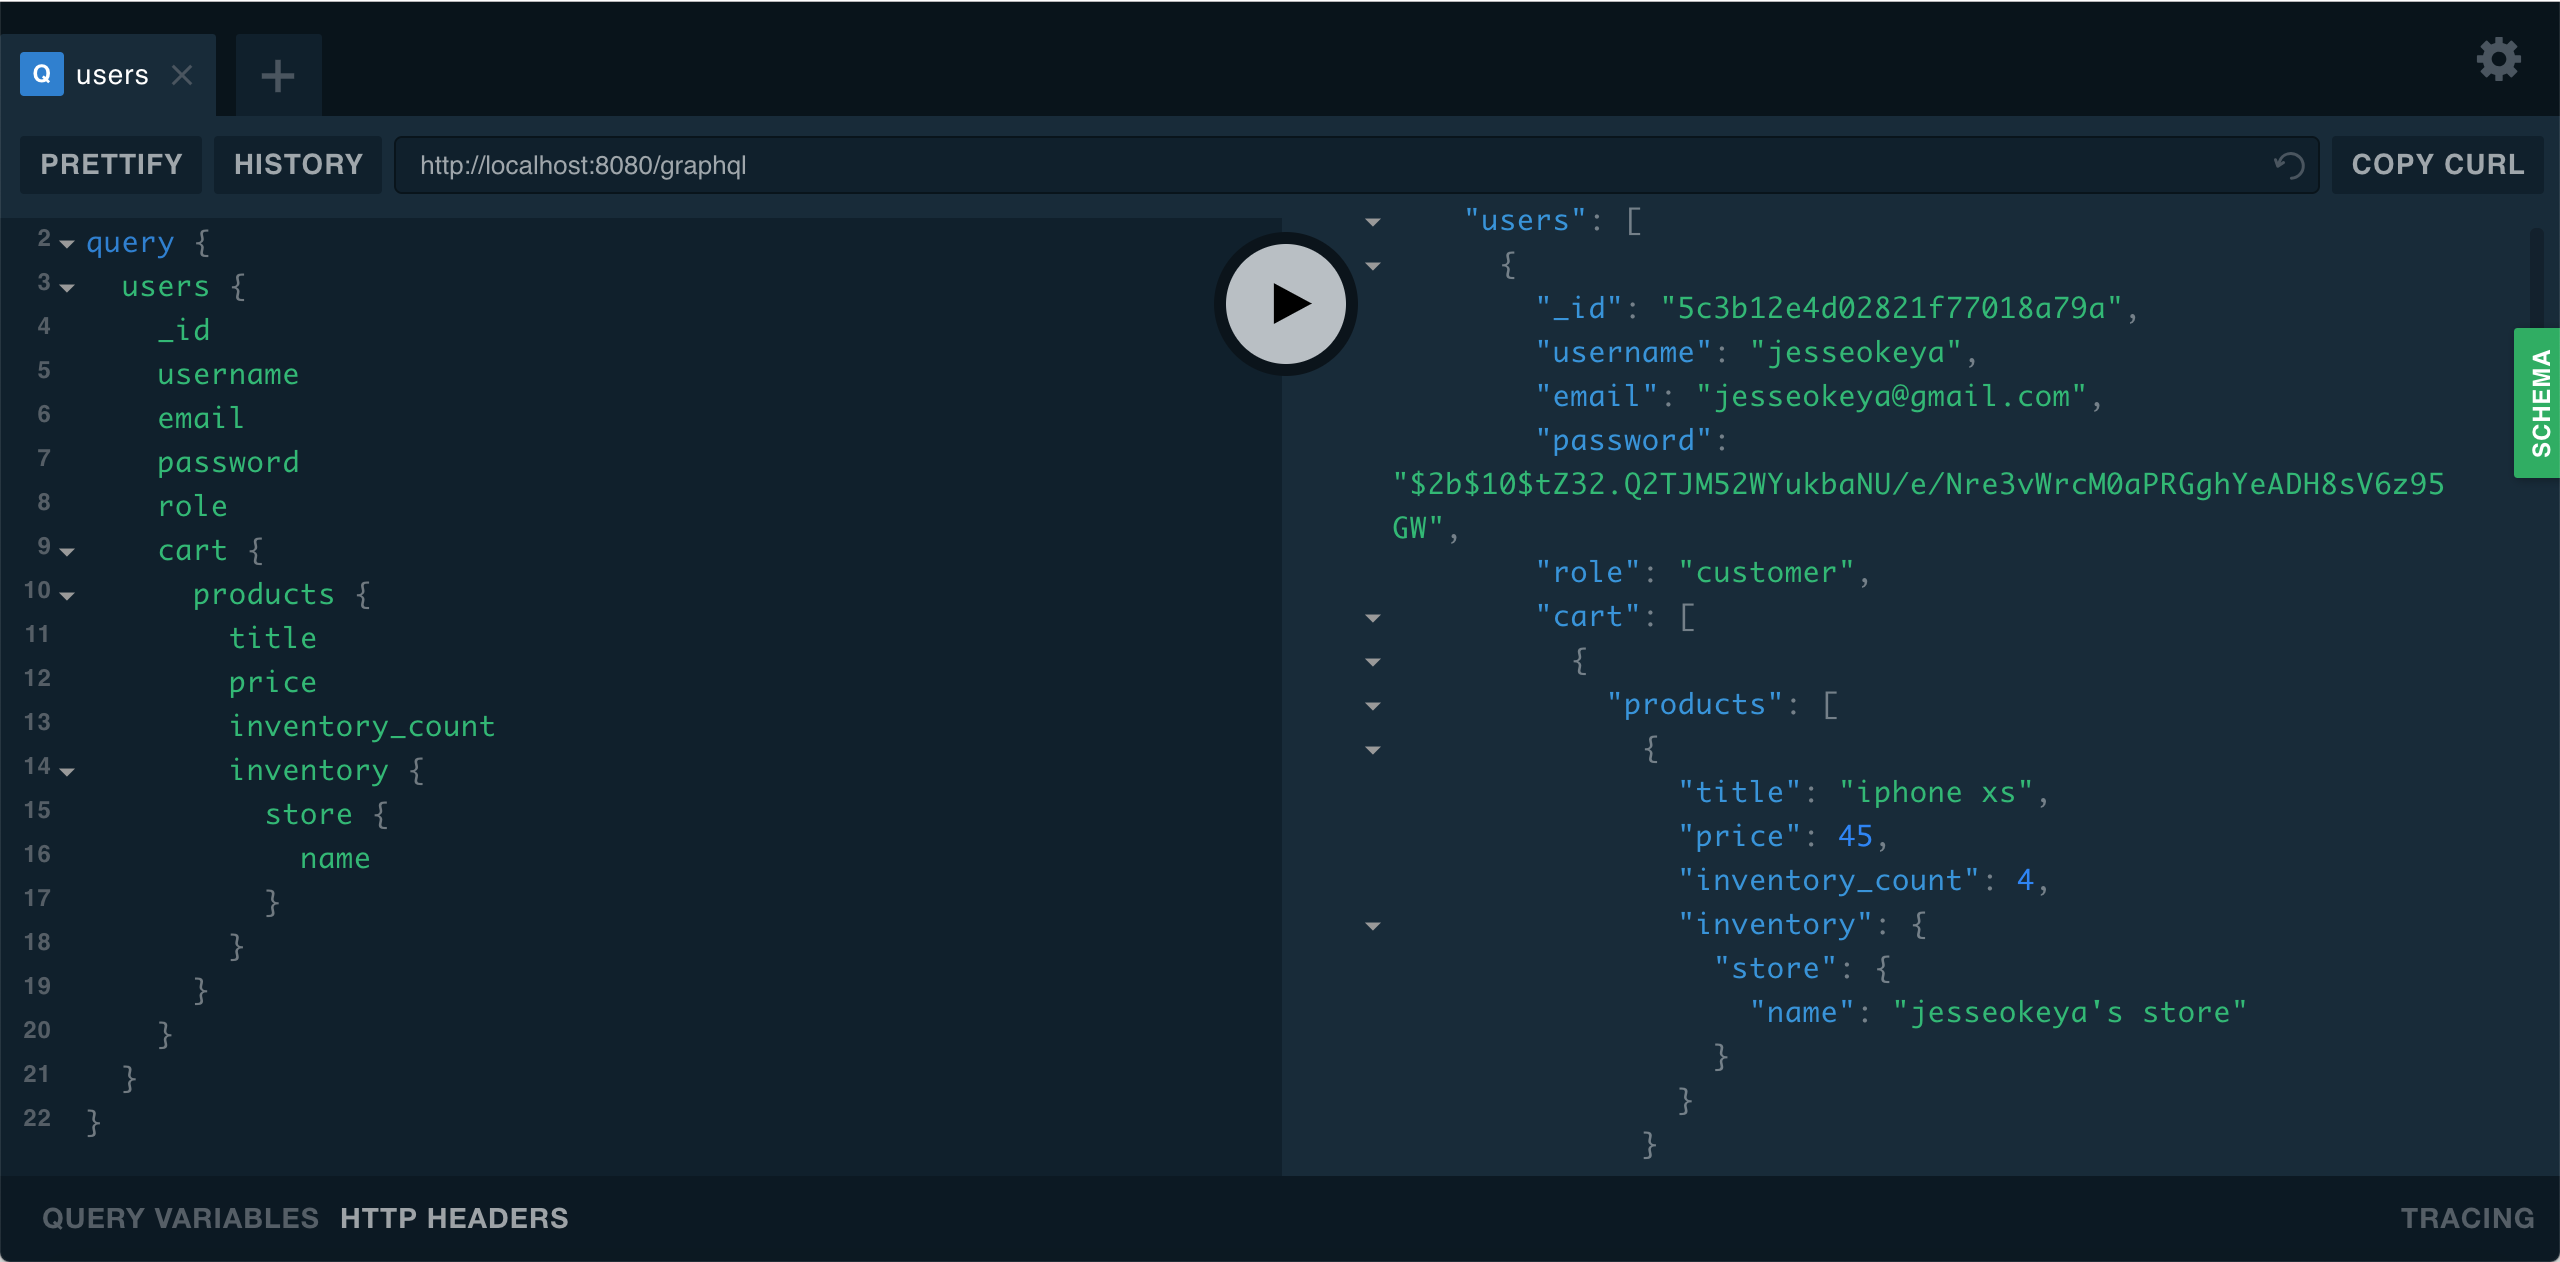 Q users
PRETTIFY
HISTORY
http://localhost:8080/graphql
COPY CURL
2 query {
3 users {
4 _id
5 username
6 email
7 password
8 role
9 cart {
10 products {
11 title
12 price
13 inventory_count
14 inventory {
15 store {
16 name
17 }
18 }
19 }
20 }
21 }
22 }
"users": [
{
"_id": "5c3b12e4d02821f77018a79a",
"username": "jesseokeya",
"email": "jesseokeya@gmail.com",
"password":
"$2b$10$tZ32.Q2TJM52WYukbaNU/e/Nre3vWrcM0aPRGghYeADH8sV6z95
GW",
"role": "customer",
"cart": [
{
"products": [
{
"title": "iphone xs",
"price": 45,
"inventory_count": 4,
"inventory": {
"store": {
"name": "jesseokeya's store"
}
}
}
SCHEMA
QUERY VARIABLES
HTTP HEADERS
TRACING